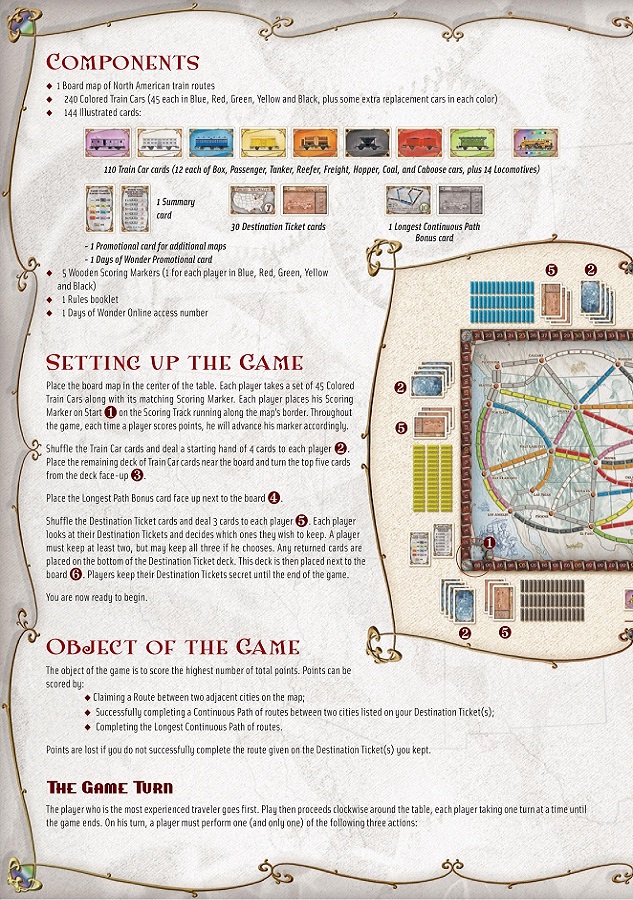 COMPONENTS
◆ 1 Board map of North American train routes
◆ 240 Colored Train Cars (45 each in Blue, Red, Green, Yellow and Black, plus some extra replacement cars in each color)
◆ 144 Illustrated cards:
110 Train Car cards (12 each of Box, Passenger, Tanker, Reefer, Freight, Hopper, Coal, and Caboose cars, plus 14 Locomotives)
1 Summary
card
30 Destination Ticket cards
1 Longest Continuous Path
Bonus card
- 1 Promotional card for additional maps
- 1 Days of Wonder Promotional card
◆ 5 Wooden Scoring Markers (1 for each player in Blue, Red, Green, Yellow
and Black)
◆ 1 Rules booklet
◆ 1 Days of Wonder Online access number
5 2
2
5
1
2 5
SETTING UP THE GAME
Place the board map in the center of the table. Each player takes a set of 45 Colored
Train Cars along with its matching Scoring Marker. Each player places his Scoring
Marker on Start 1 on the Scoring Track running along the map's border. Throughout
the game, each time a player scores points, he will advance his marker accordingly.
Shuffle the Train Car cards and deal a starting hand of 4 cards to each player 2.
Place the remaining deck of Train Car cards near the board and turn the top five cards
from the deck face-up 3.
Place the Longest Path Bonus card face up next to the board 4.
Shuffle the Destination Ticket cards and deal 3 cards to each player 5. Each player
looks at their Destination Tickets and decides which ones they wish to keep. A player
must keep at least two, but may keep all three if he chooses. Any returned cards are
placed on the bottom of the Destination Ticket deck. This deck is then placed next to the
board 6. Players keep their Destination Tickets secret until the end of the game.
You are now ready to begin.
OBJECT OF THE GAME
The object of the game is to score the highest number of total points. Points can be
scored by:
◆ Claiming a Route between two adjacent cities on the map;
◆ Successfully completing a Continuous Path of routes between two cities listed on your Destination Ticket(s);
◆ Completing the Longest Continuous Path of routes.
Points are lost if you do not successfully complete the route given on the Destination Ticket(s) you kept.
THE GAME TURN
The player who is the most experienced traveler goes first. Play then proceeds clockwise around the table, each player taking one turn at a time until
the game ends. On his turn, a player must perform one (and only one) of the following three actions: